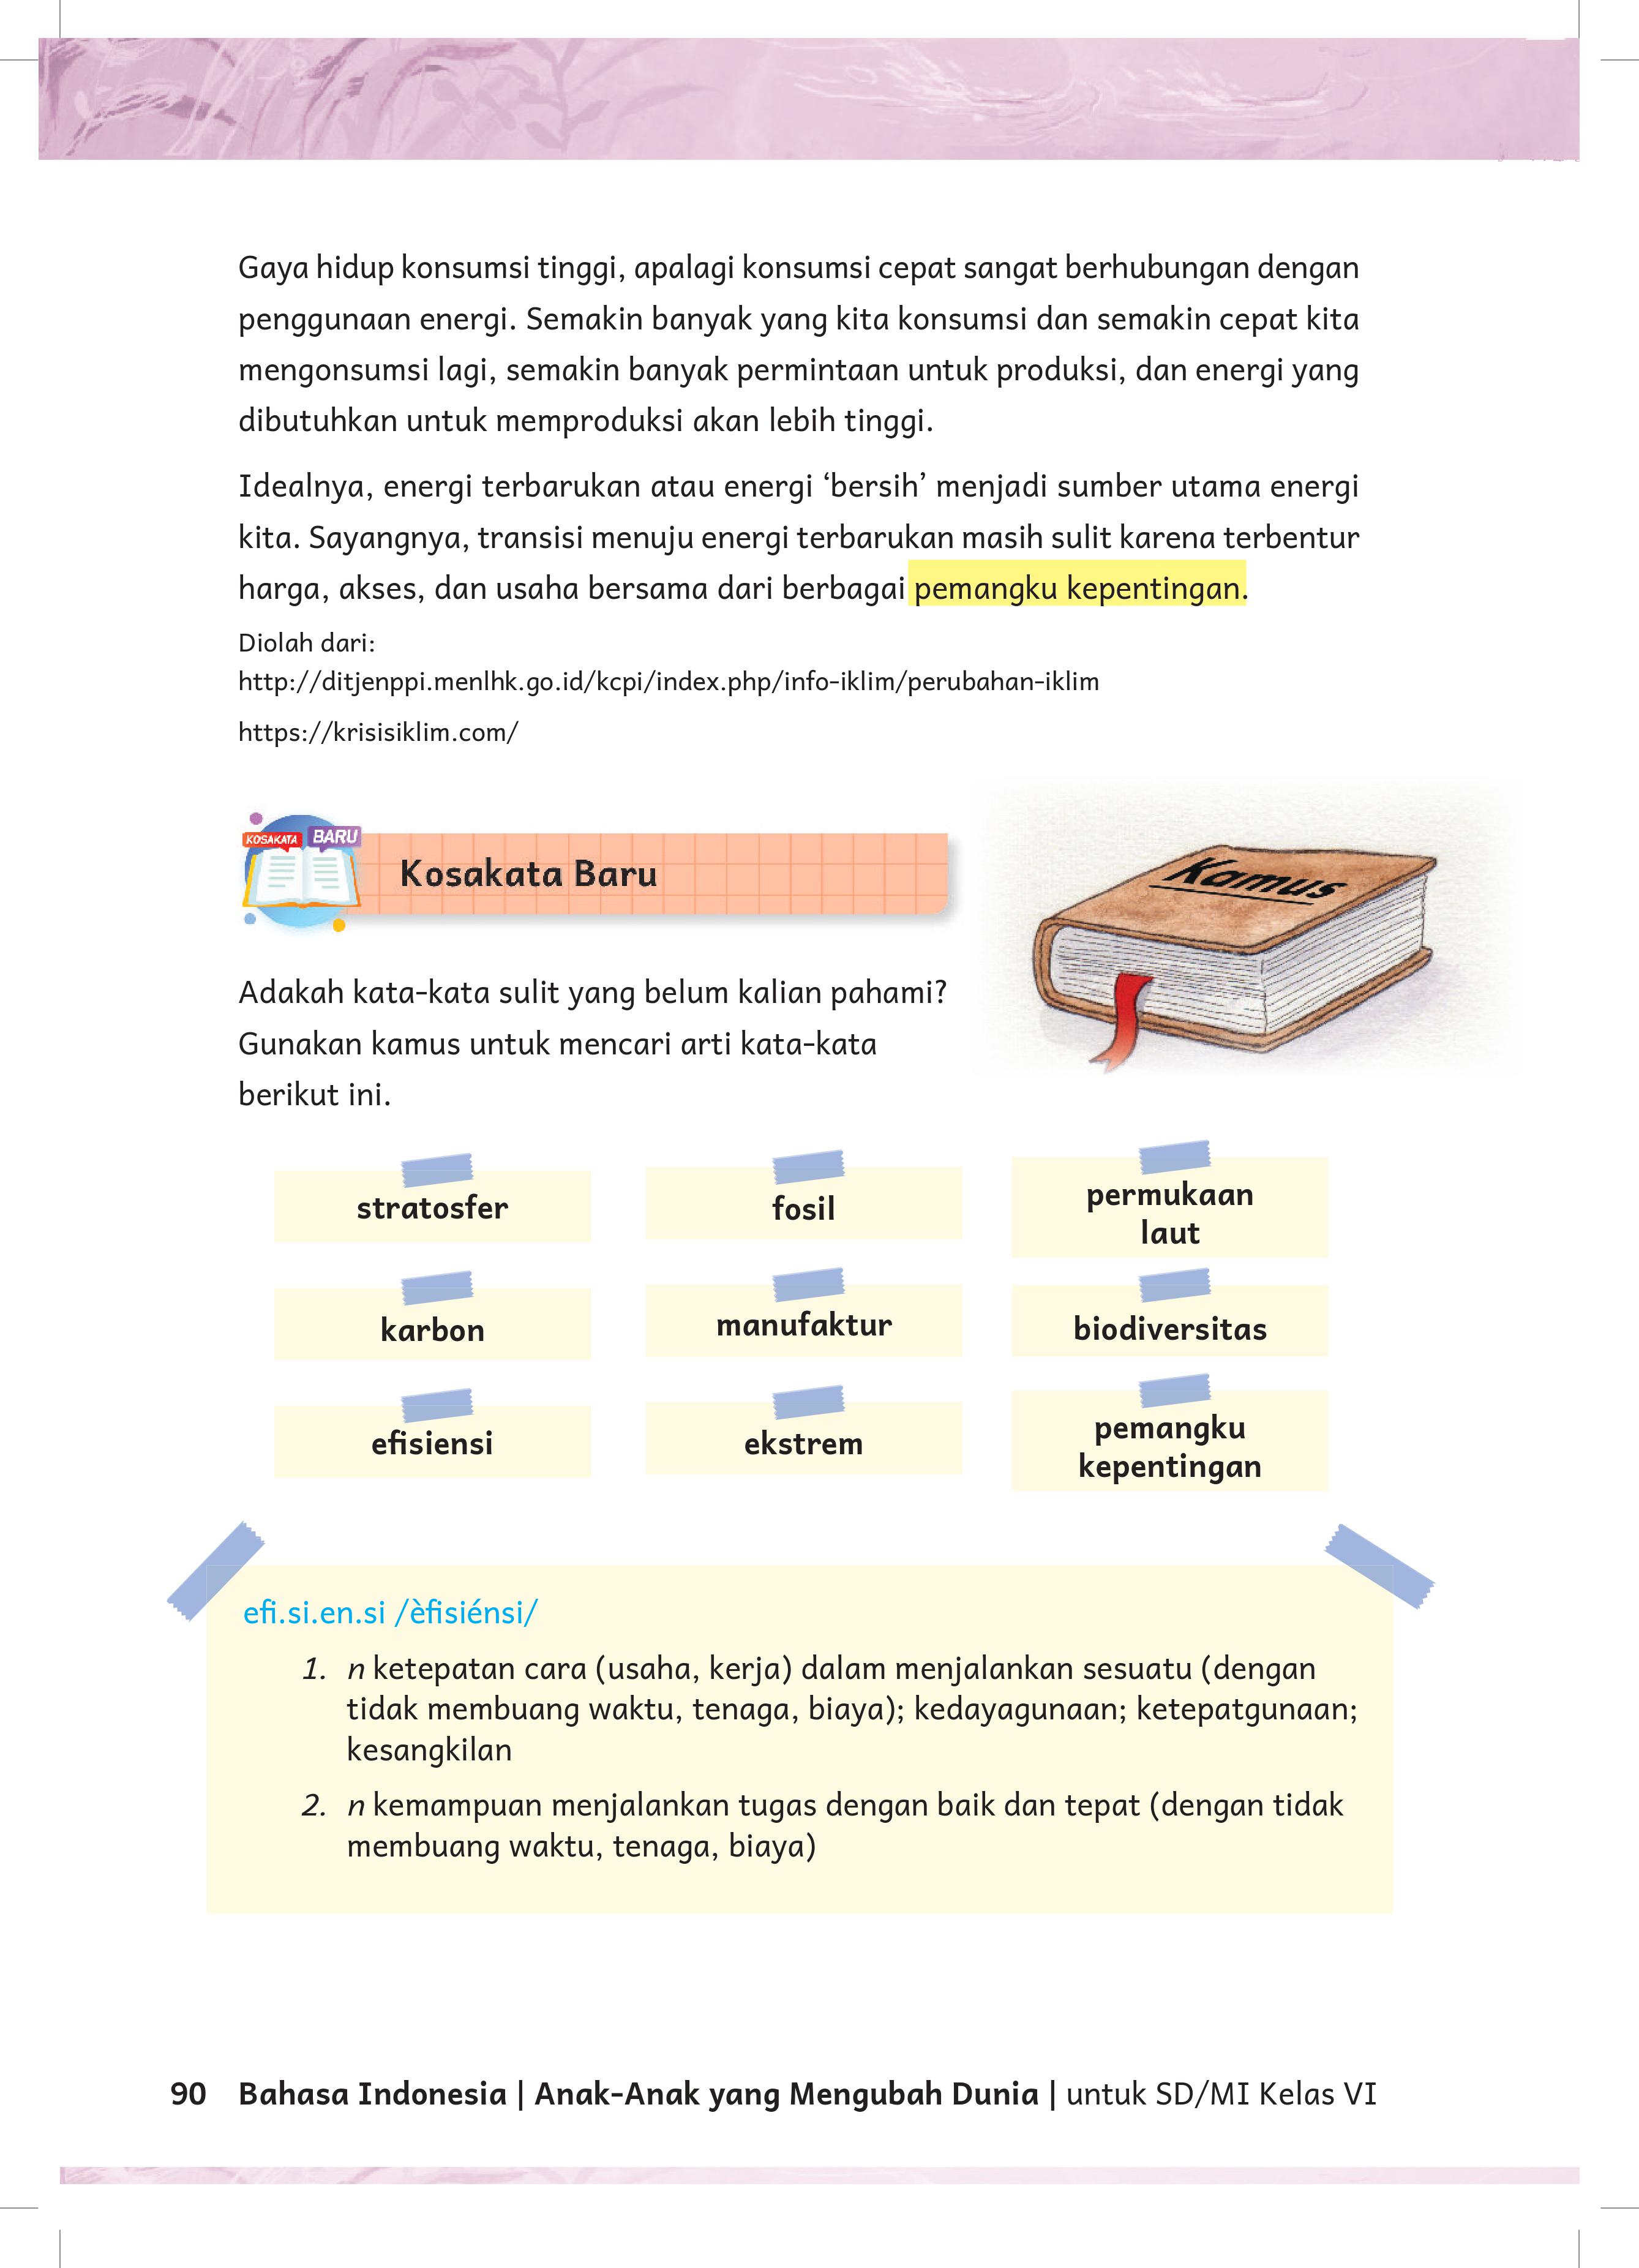 Gaya hidup konsumsi tinggi, apalagi konsumsi cepat sangat berhubungan dengan
penggunaan energi. Semakin banyak yang kita konsumsi dan semakin cepat kita
mengonsumsi lagi, semakin banyak permintaan untuk produksi, dan energi yang
dibutuhkan untuk memproduksi akan lebih tinggi.
Idealnya, energi terbarukan atau energi ‘bersih’ menjadi sumber utama energi
kita. Sayangnya, transisi menuju energi terbarukan masih sulit karena terbentur
harga, akses, dan usaha bersama dari berbagai pemangku kepentingan.
Diolah dari:
http://ditjenppi.menlhk.go.id/kcpi/index.php/info-iklim/perubahan-iklim
https://krisisiklim.com/
KOSAKATA BARU
Kosakata Baru
Kamus
Adakah kata-kata sulit yang belum kalian pahami?
Gunakan kamus untuk mencari arti kata-kata
berikut ini.
stratosfer
fosil
permukaan
laut
karbon
manufaktur
biodiversitas
efisiensi
ekstrem
pemangku
kepentingan
efi.si.en.si /èfisiénsi/
1. n ketepatan cara (usaha, kerja) dalam menjalankan sesuatu (dengan
tidak membuang waktu, tenaga, biaya); kedayagunaan; ketepatgunaan;
kesangkilan
2. n kemampuan menjalankan tugas dengan baik dan tepat (dengan tidak
membuang waktu, tenaga, biaya)
90 Bahasa Indonesia | Anak-Anak yang Mengubah Dunia | untuk SD/MI Kelas VI